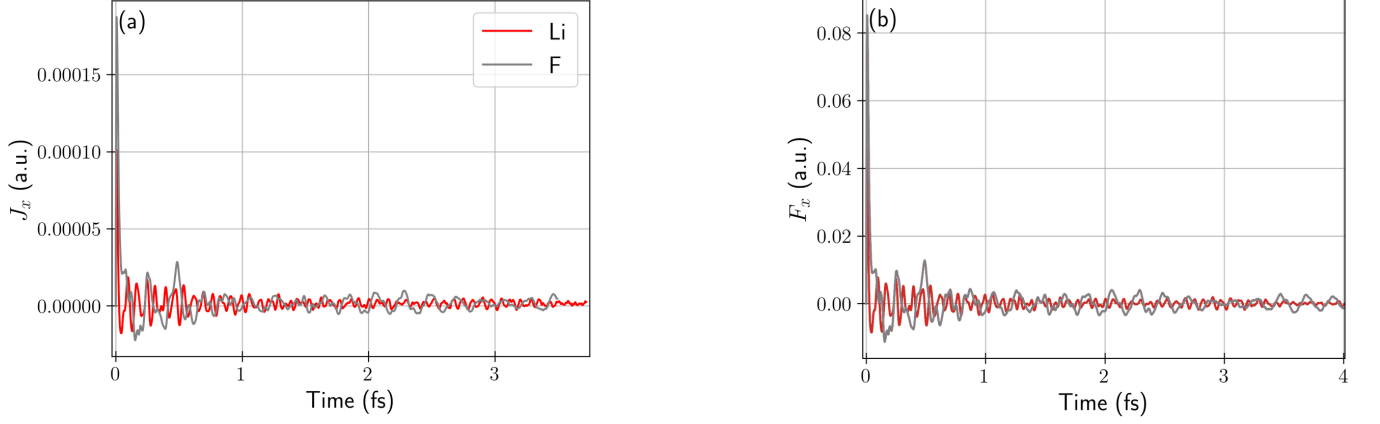 (a)
Li
F
0.00015
0.00010
0.00005
0.00000
J_x (a.u.)
0 1 2 3
Time (fs)
(b)
0.08
0.06
0.04
0.02
0.00
F_x (a.u.)
0 1 2 3 4
Time (fs)